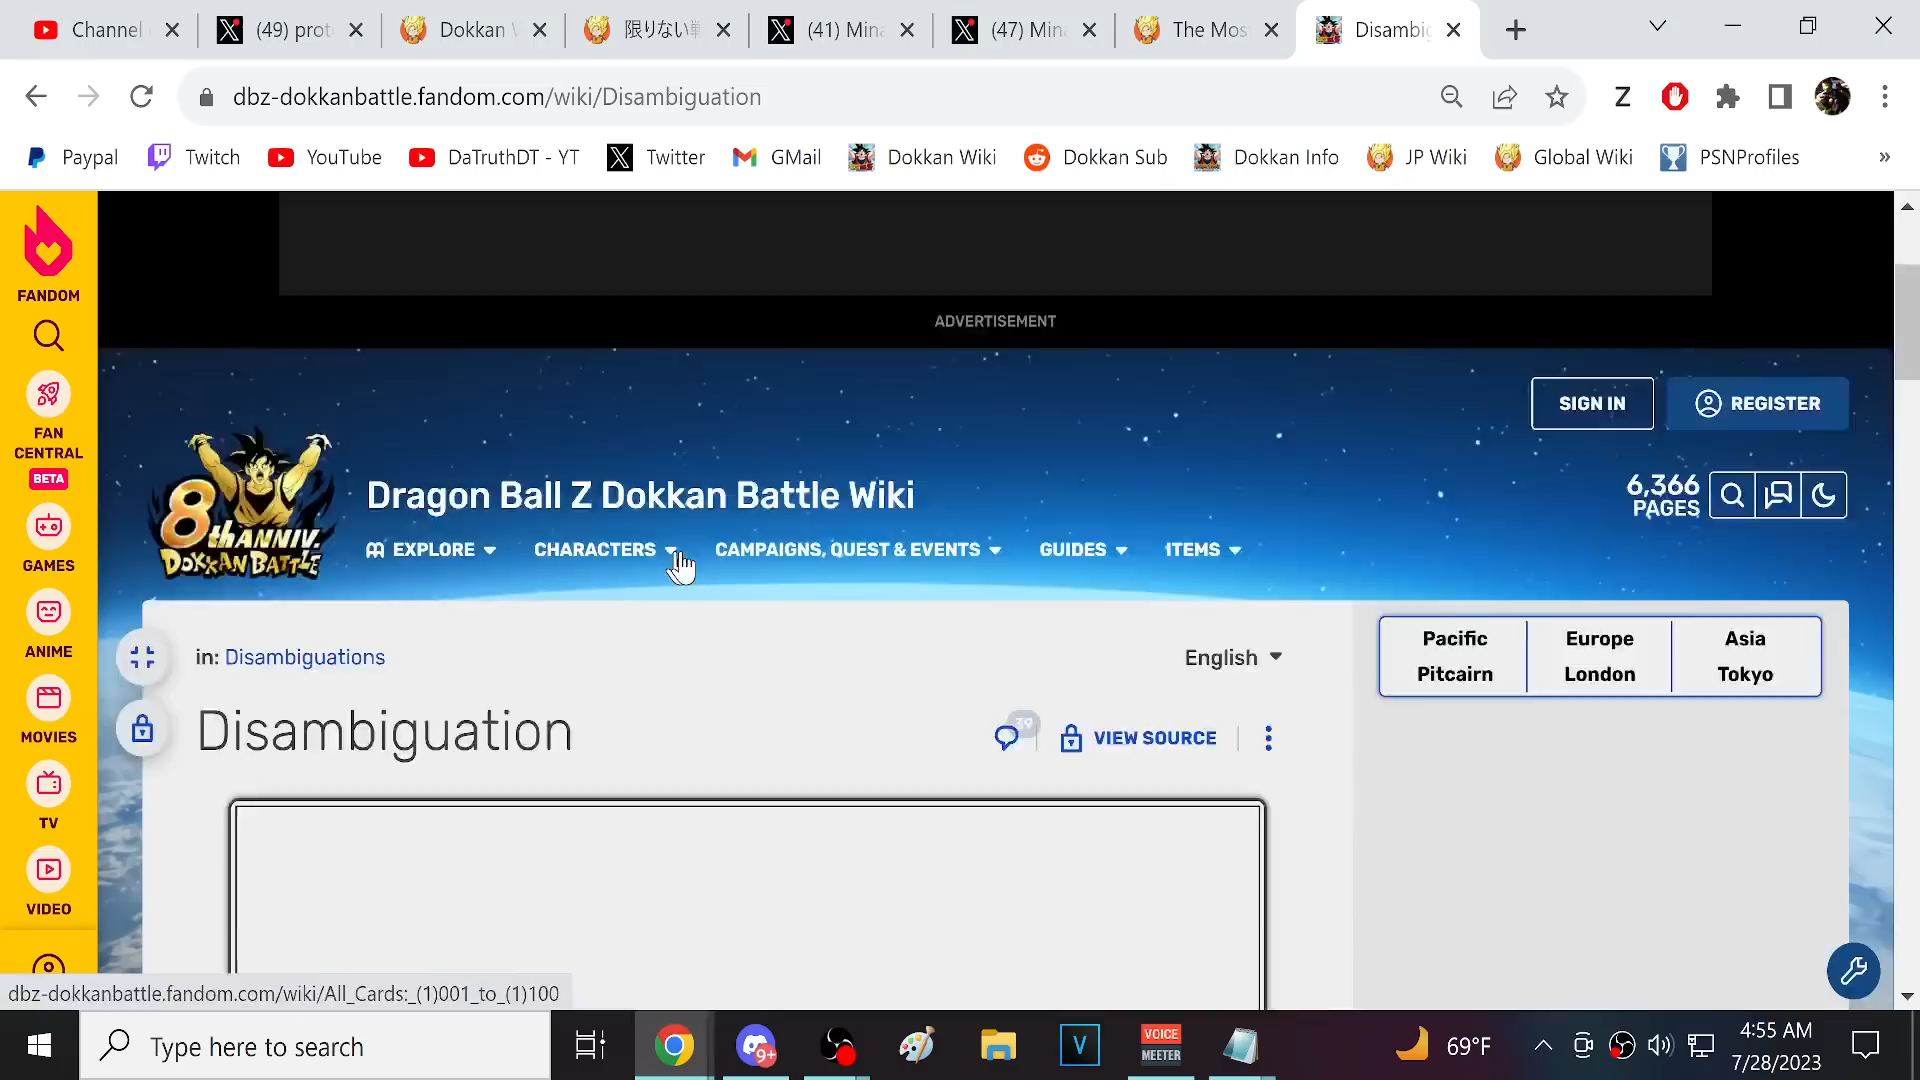 Channel
(49) prot
Dokkan W
限りない戦
(41) Mina
(47) Mina
The Mos
Disambig
dbz-dokkanbattle.fandom.com/wiki/Disambiguation
Z
Paypal
Twitch
YouTube
DaTruthDT - YT
Twitter
GMail
Dokkan Wiki
Dokkan Sub
Dokkan Info
JP Wiki
Global Wiki
PSNProfiles
»
FANDOM
FAN
CENTRAL
BETA
GAMES
ANIME
MOVIES
TV
VIDEO
ADVERTISEMENT
SIGN IN
REGISTER
8thANNIV.
DOKKAN BATTLE
Dragon Ball Z Dokkan Battle Wiki
6,366
PAGES
EXPLORE
CHARACTERS
CAMPAIGNS, QUEST & EVENTS
GUIDES
ITEMS
in: Disambiguations
English
Pacific
Pitcairn
Europe
London
Asia
Tokyo
Disambiguation
39
VIEW SOURCE
dbz-dokkanbattle.fandom.com/wiki/All_Cards:_(1)001_to_(1)100
Type here to search
9+
V
VOICE
MEETER
69°F
4:55 AM
7/28/2023